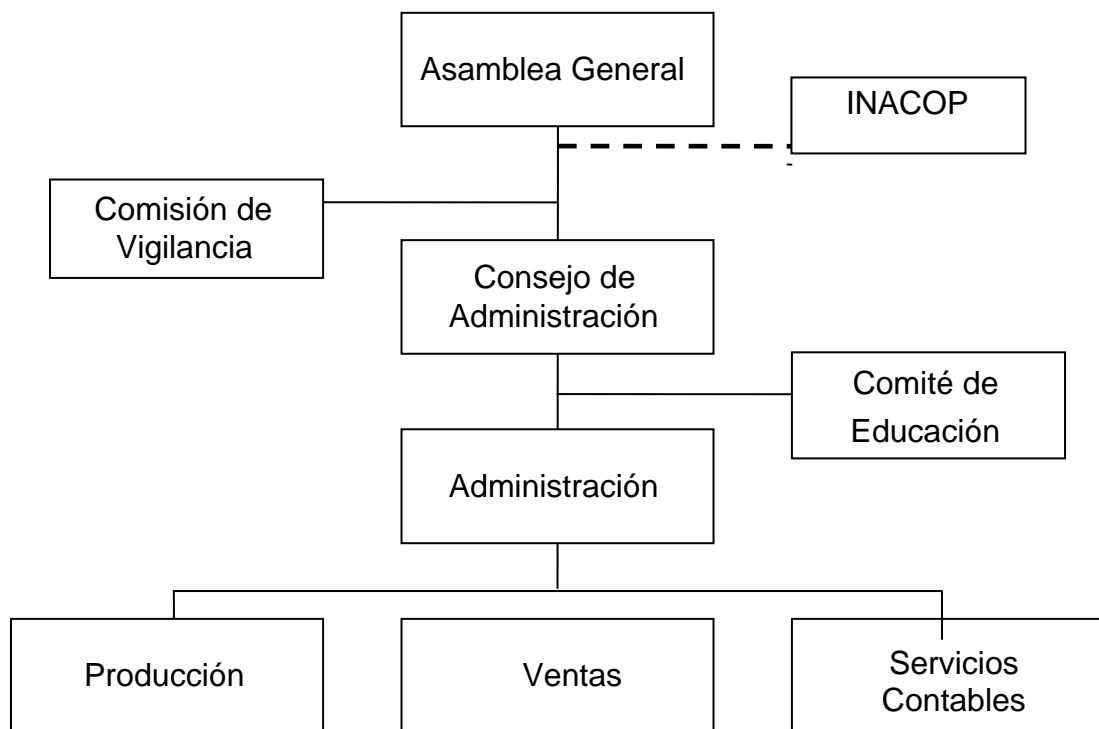 Asamblea General
INACOP
Comisión de
Vigilancia
Consejo de
Administración
Comité de
Educación
Administración
Producción
Ventas
Servicios
Contables